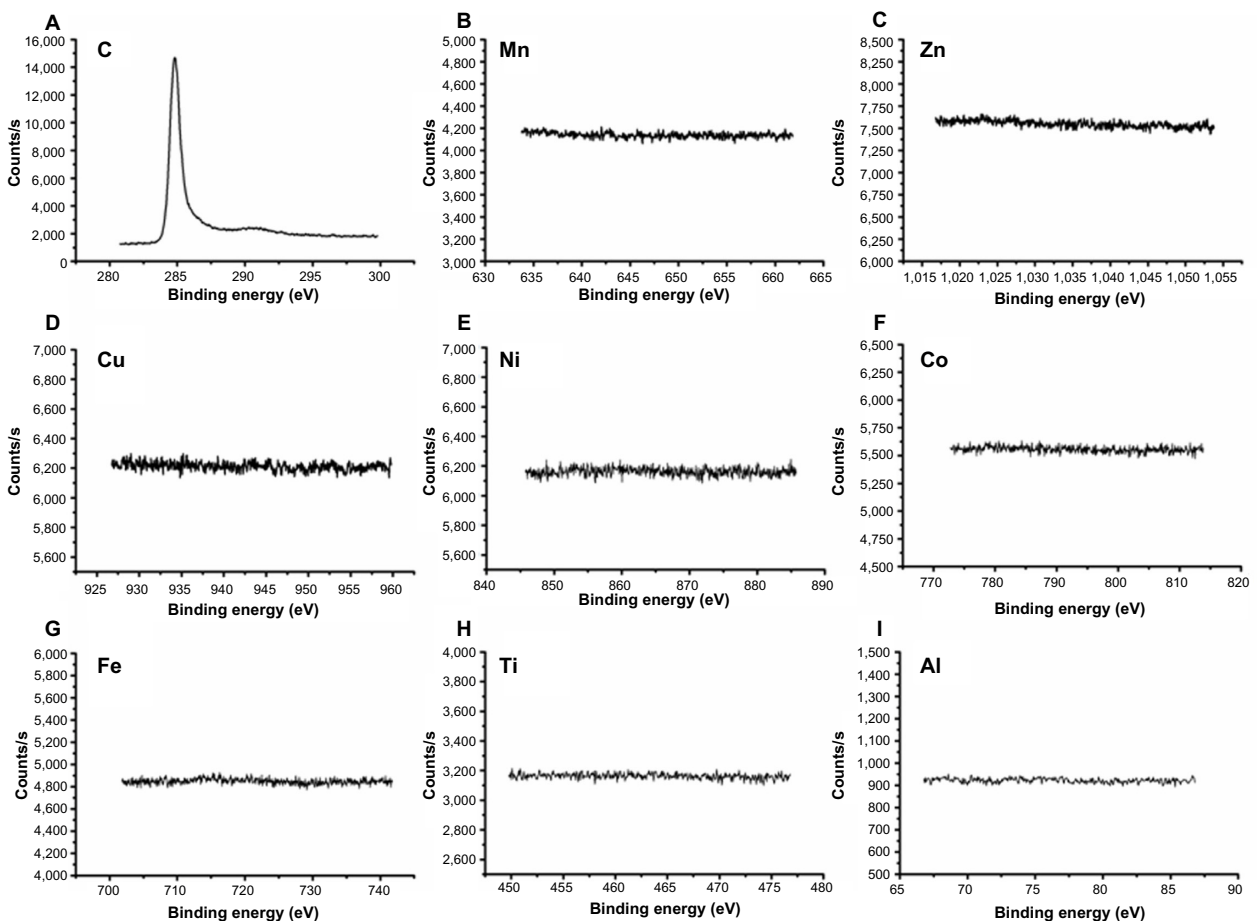 A
C
16,000
14,000
12,000
10,000
8,000
6,000
4,000
2,000
0
Counts/s
280 285 290 295 300
Binding energy (eV)
B
Mn
5,000
4,800
4,600
4,400
4,200
4,000
3,800
3,600
3,400
3,200
3,000
Counts/s
630 635 640 645 650 655 660 665
Binding energy (eV)
C
Zn
8,500
8,250
8,000
7,750
7,500
7,250
7,000
6,750
6,500
6,250
6,000
Counts/s
1,015 1,020 1,025 1,030 1,035 1,040 1,045 1,050 1,055
Binding energy (eV)
D
Cu
7,000
6,800
6,600
6,400
6,200
6,000
5,800
5,600
Counts/s
925 930 935 940 945 950 955 960
Binding energy (eV)
E
Ni
7,000
6,800
6,600
6,400
6,200
6,000
5,800
5,600
Counts/s
840 850 860 870 880 890
Binding energy (eV)
F
Co
6,500
6,250
6,000
5,750
5,500
5,250
5,000
4,750
4,500
Counts/s
770 780 790 800 810 820
Binding energy (eV)
G
Fe
6,000
5,800
5,600
5,400
5,200
5,000
4,800
4,600
4,400
4,200
4,000
Counts/s
700 710 720 730 740
Binding energy (eV)
H
Ti
4,000
3,800
3,600
3,400
3,200
3,000
2,800
2,600
Counts/s
450 455 460 465 470 475 480
Binding energy (eV)
I
Al
1,500
1,400
1,300
1,200
1,100
1,000
900
800
700
600
500
Counts/s
65 70 75 80 85 90
Binding energy (eV)